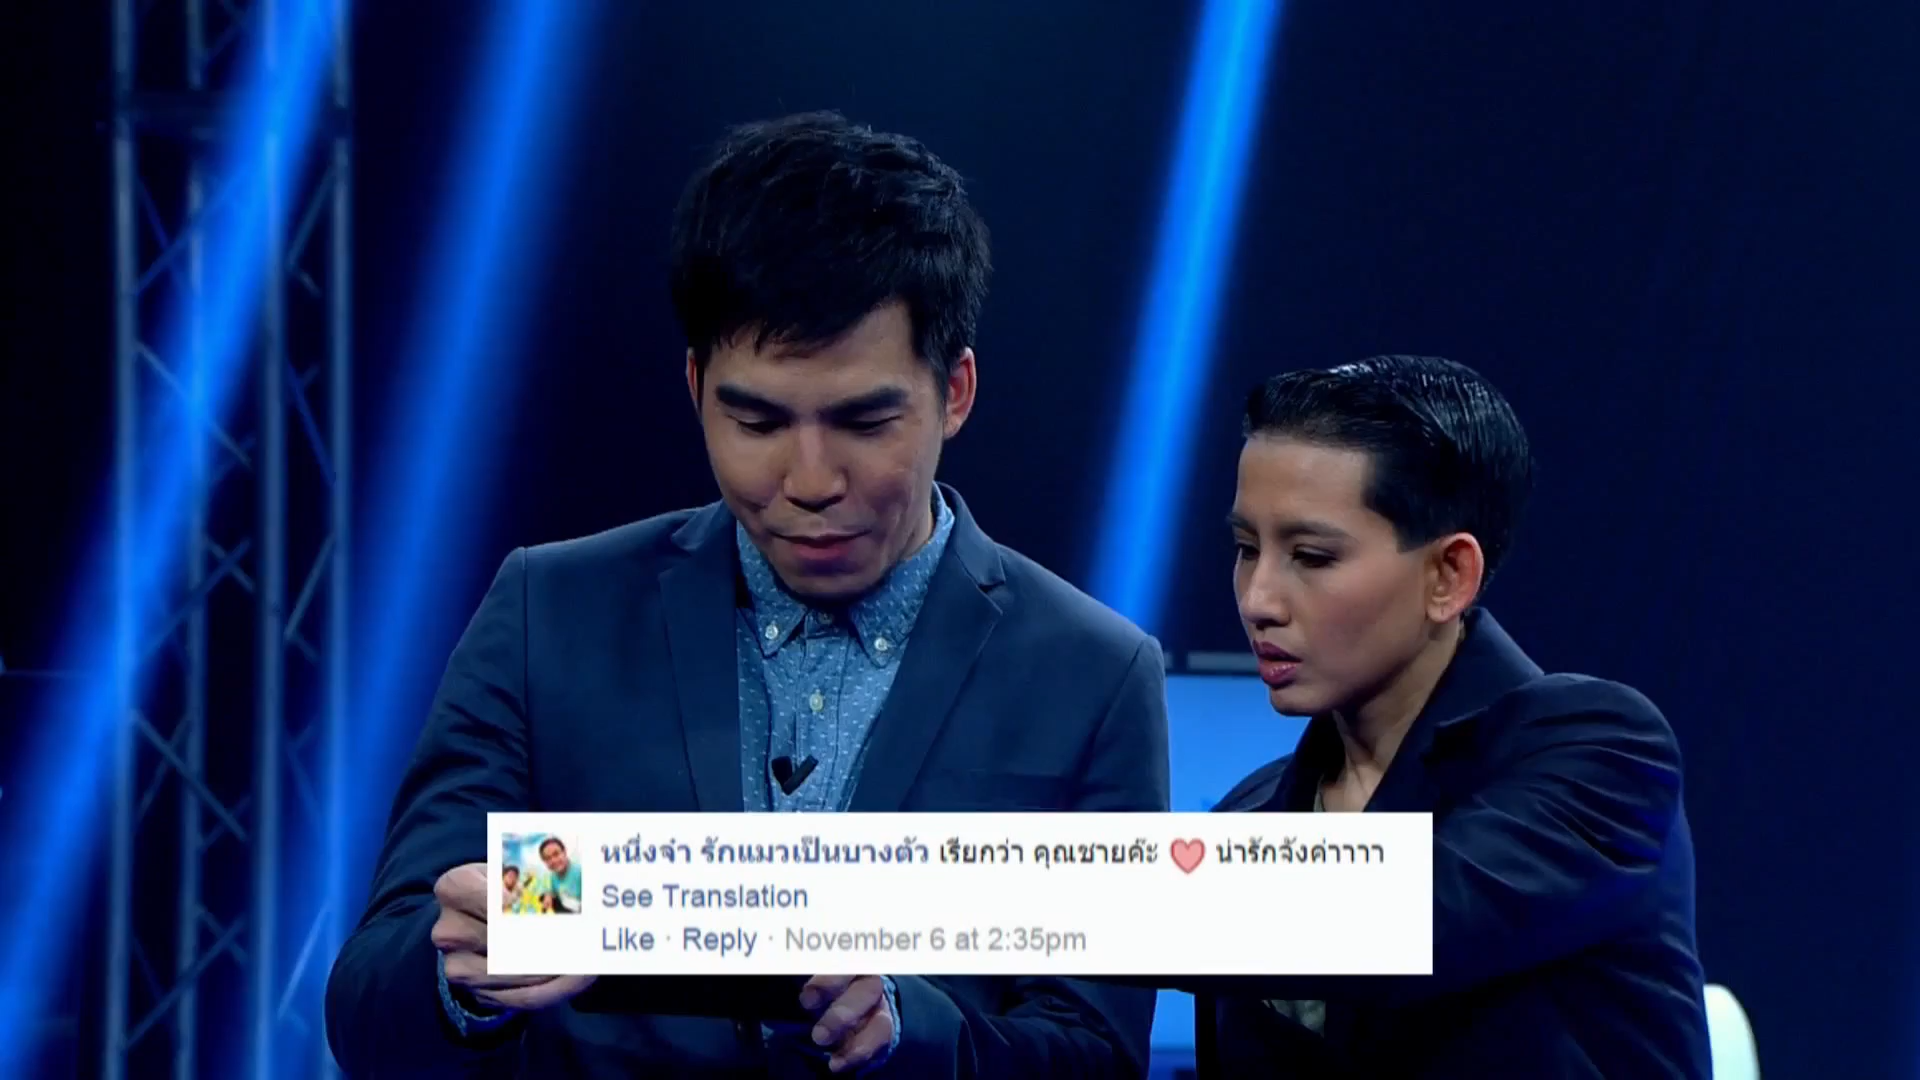 หนึ่งจำ รักแมวเป็นบางตัว เรียกว่า คุณชายค๊ะ ❤ น่ารักจังค่าาาา
See Translation
Like · Reply · November 6 at 2:35pm